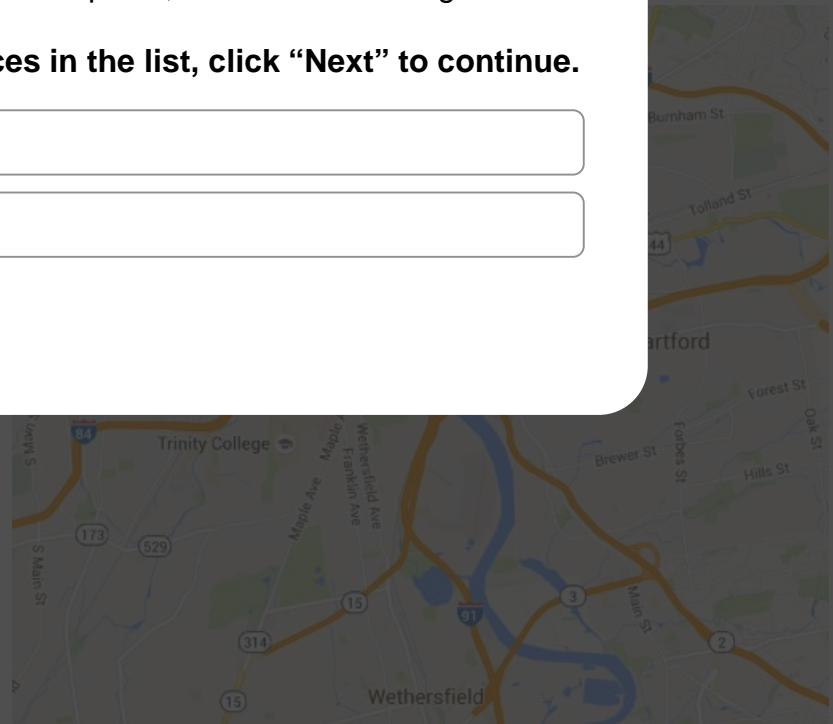 ces in the list, click “Next” to continue.
Burnham St
Tolland St
44
artford
Forest St
Oak St
S Main S
84
Trinity College
Maple A
Maple Ave
Wethersfield Ave
Franklin Ave
Brewer St
Forbes St
Hills St
173
529
S Main St
15
91
3
Main St
314
2
15
Wethersfield